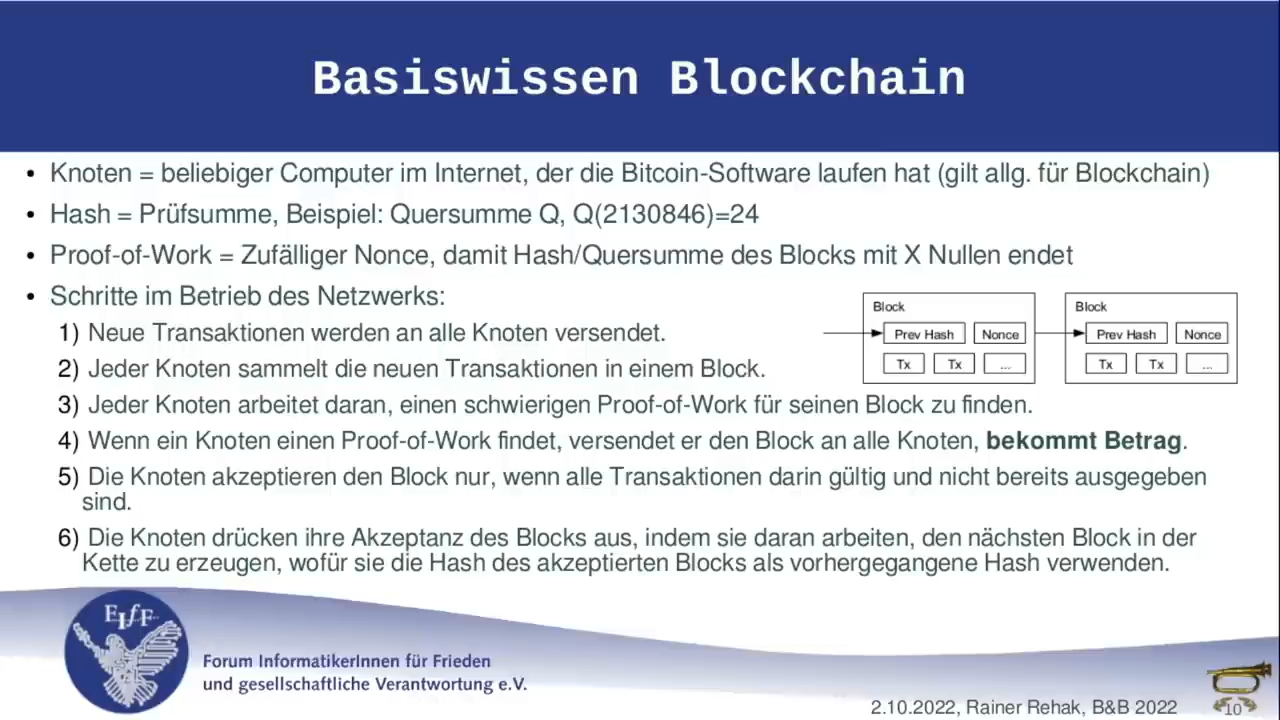 Basiswissen Blockchain
• Knoten = beliebiger Computer im Internet, der die Bitcoin-Software laufen hat (gilt allg. für Blockchain)
• Hash = Prüfsumme, Beispiel: Quersumme Q, Q(2130846)=24
• Proof-of-Work = Zufälliger Nonce, damit Hash/Quersumme des Blocks mit X Nullen endet
• Schritte im Betrieb des Netzwerks:
1) Neue Transaktionen werden an alle Knoten versendet.
2) Jeder Knoten sammelt die neuen Transaktionen in einem Block.
3) Jeder Knoten arbeitet daran, einen schwierigen Proof-of-Work für seinen Block zu finden.
4) Wenn ein Knoten einen Proof-of-Work findet, versendet er den Block an alle Knoten, bekommt Betrag.
5) Die Knoten akzeptieren den Block nur, wenn alle Transaktionen darin gültig und nicht bereits ausgegeben
sind.
6) Die Knoten drücken ihre Akzeptanz des Blocks aus, indem sie daran arbeiten, den nächsten Block in der
Kette zu erzeugen, wofür sie die Hash des akzeptierten Blocks als vorhergegangene Hash verwenden.
Block
Prev Hash Nonce
Tx Tx ...
Block
Prev Hash Nonce
Tx Tx ...
FIfF
Forum InformatikerInnen für Frieden
und gesellschaftliche Verantwortung e.V.
2.10.2022, Rainer Rehak, B&B 2022
10